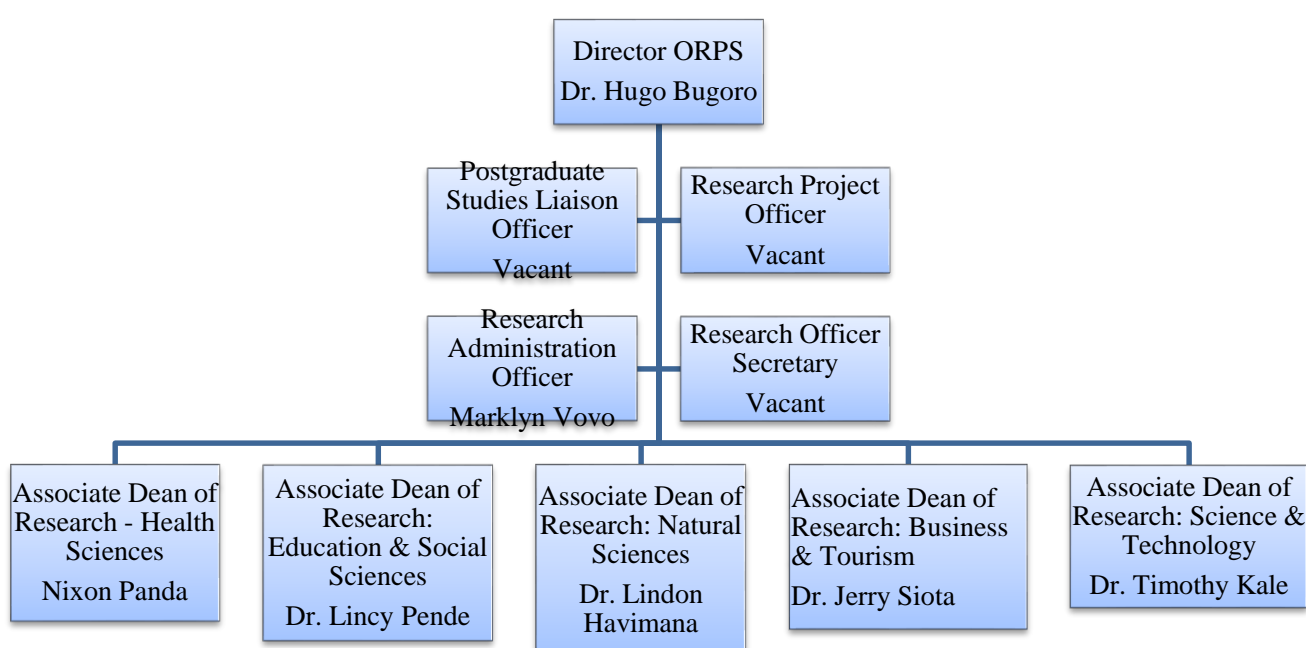 Director ORPS
Dr. Hugo Bugoro
Postgraduate
Studies Liaison
Officer
Vacant
Research Project
Officer
Vacant
Research
Administration
Officer
Marklyn Vovo
Research Officer
Secretary
Vacant
Associate Dean of
Research - Health
Sciences
Nixon Panda
Associate Dean of
Research:
Education & Social
Sciences
Dr. Lincy Pende
Associate Dean of
Research: Natural
Sciences
Dr. Lindon
Havimana
Associate Dean of
Research: Business
& Tourism
Dr. Jerry Siota
Associate Dean of
Research: Science &
Technology
Dr. Timothy Kale